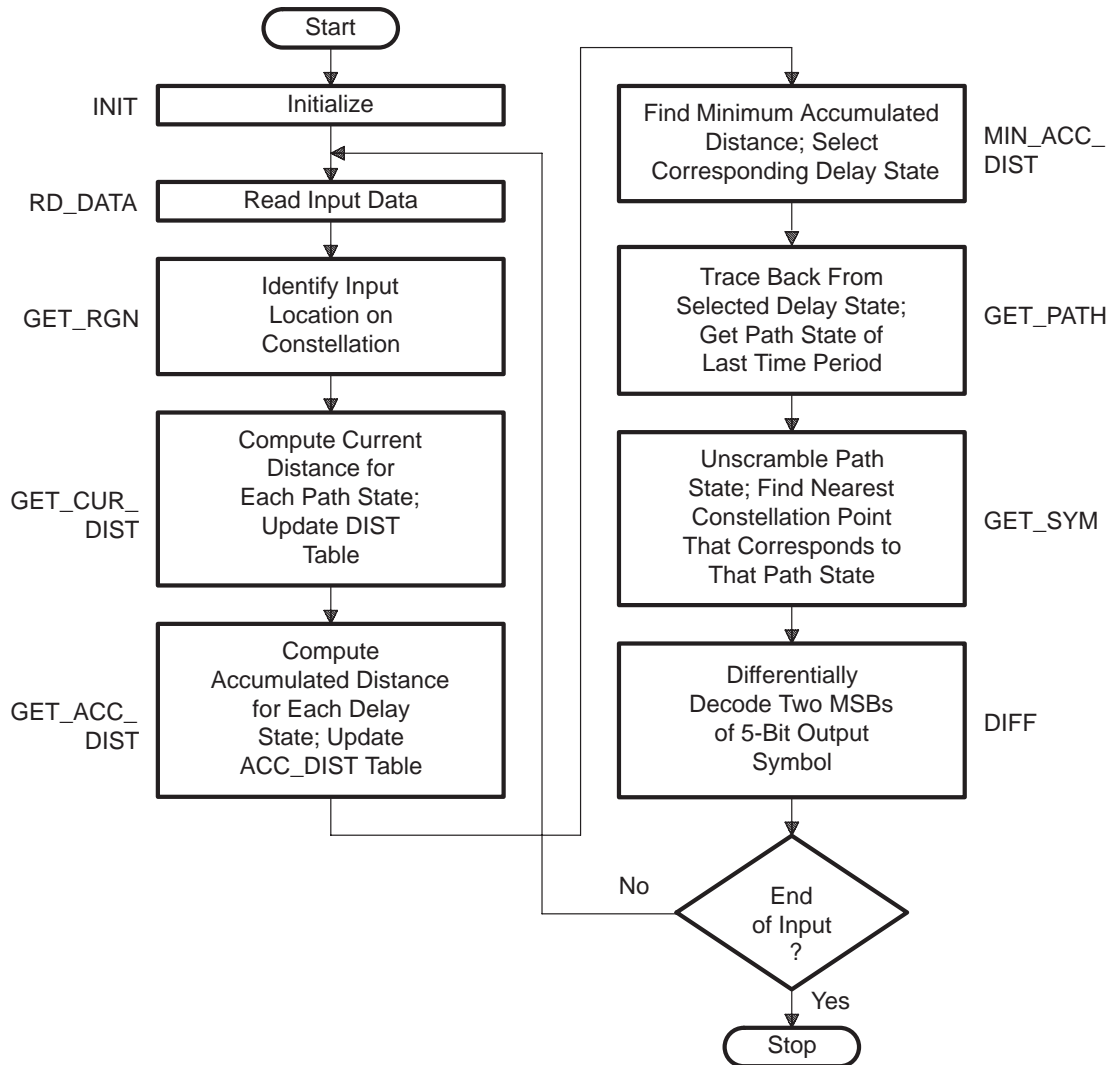 Start
INIT
Initialize
RD_DATA
Read Input Data
GET_RGN
Identify Input
Location on
Constellation
GET_CUR_
DIST
Compute Current
Distance for
Each Path State;
Update DIST
Table
GET_ACC_
DIST
Compute
Accumulated Distance
for Each Delay
State; Update
ACC_DIST Table
Find Minimum Accumulated
Distance; Select
Corresponding Delay State
MIN_ACC_
DIST
Trace Back From
Selected Delay State;
Get Path State of
Last Time Period
GET_PATH
Unscramble Path
State; Find Nearest
Constellation Point
That Corresponds to
That Path State
GET_SYM
Differentially
Decode Two MSBs
of 5-Bit Output
Symbol
DIFF
No
End
of Input
?
Yes
Stop